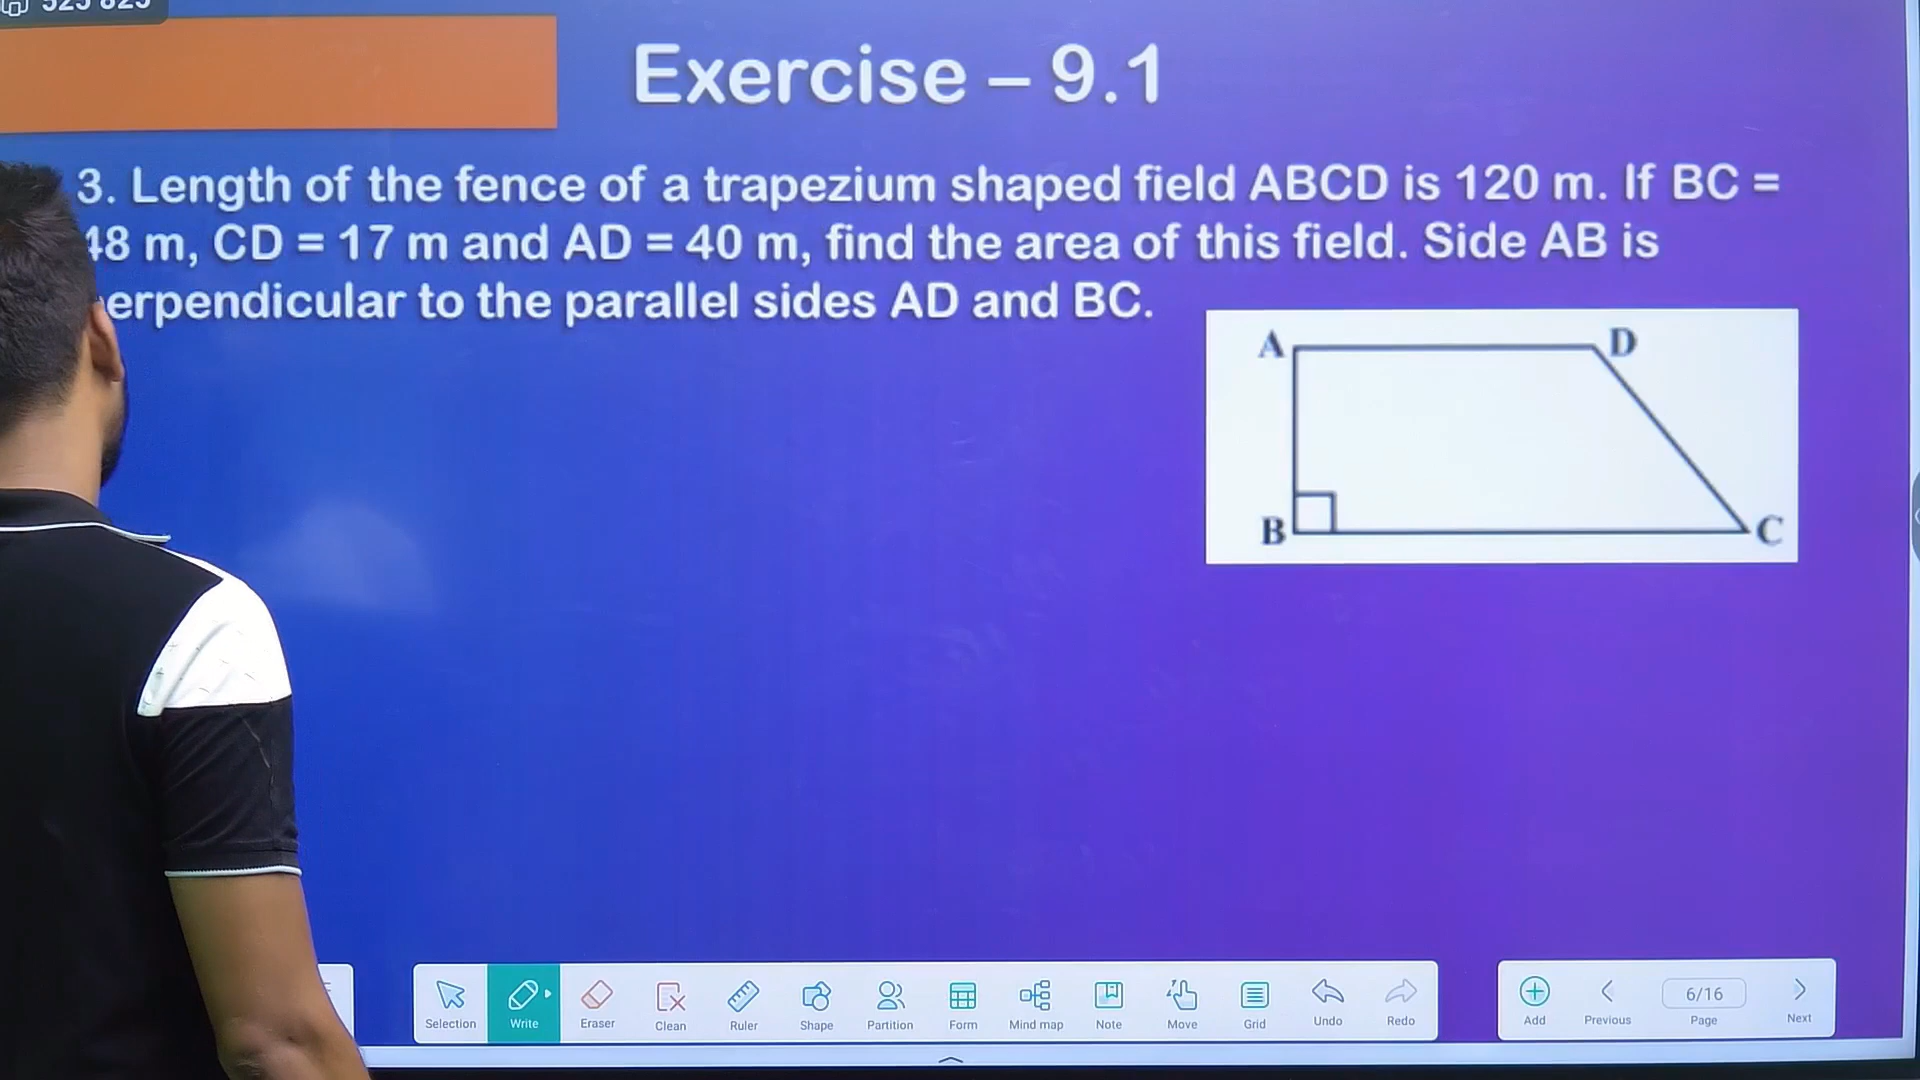 Exercise – 9.1
3. Length of the fence of a trapezium shaped field ABCD is 120 m. If BC =
48 m, CD = 17 m and AD = 40 m, find the area of this field. Side AB is
erpendicular to the parallel sides AD and BC.
A D
B C
Selection Write Eraser Clean Ruler Shape Partition Form Mind map Note Move Grid Undo Redo
Add Previous 6/16 Page Next